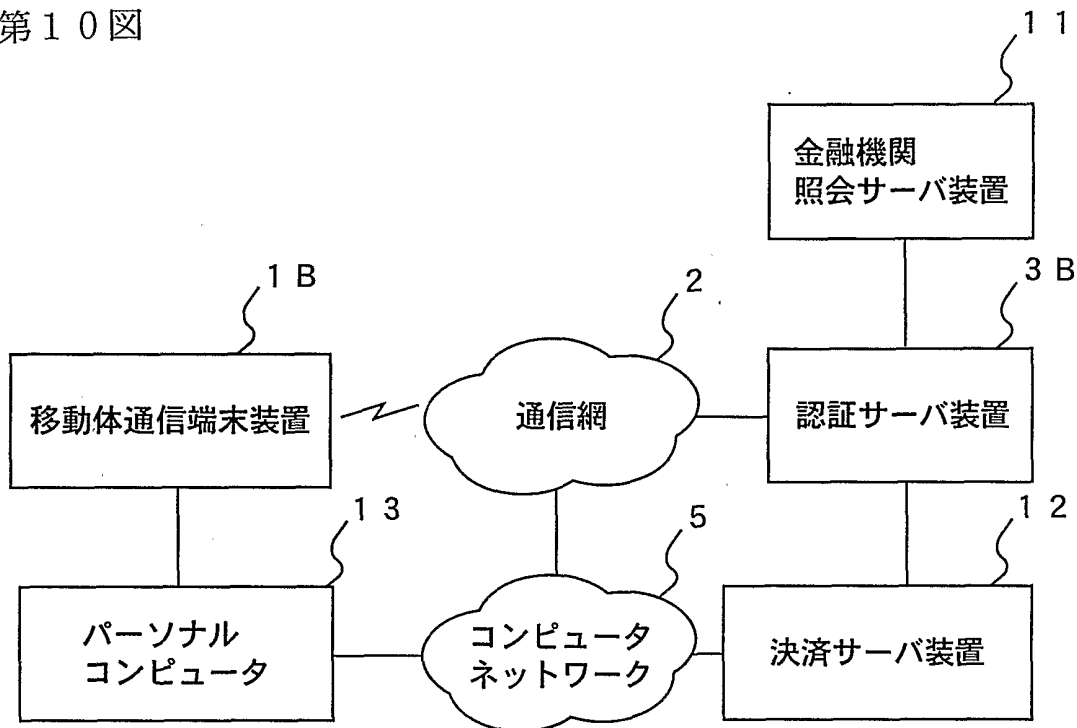 第１０図
１１
金融機関
照会サーバ装置
１Ｂ
２
３Ｂ
移動体通信端末装置
通信網
認証サーバ装置
１３
５
１２
パーソナル
コンピュータ
コンピュータ
ネットワーク
決済サーバ装置